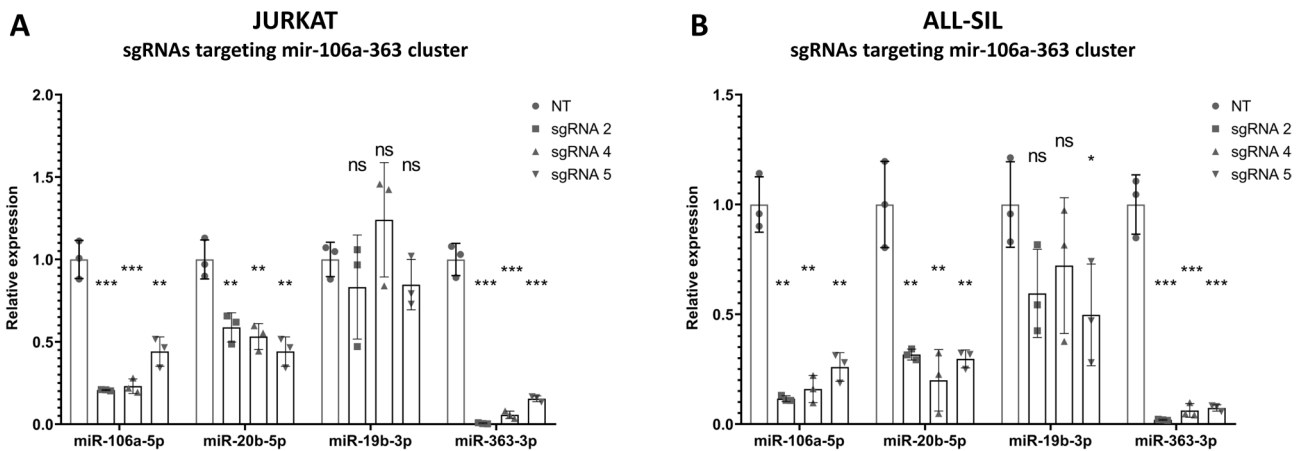 A
JURKAT
sgRNAs targeting mir-106a-363 cluster
Relative expression
2.0
1.5
1.0
0.5
0.0
NT
sgRNA 2
sgRNA 4
sgRNA 5
*** *** **
** ** **
ns ns ns
*** *** ***
miR-106a-5p miR-20b-5p miR-19b-3p miR-363-3p
B
ALL-SIL
sgRNAs targeting mir-106a-363 cluster
Relative expression
1.5
1.0
0.5
0.0
NT
sgRNA 2
sgRNA 4
sgRNA 5
** ** **
** ** **
ns ns *
*** *** ***
miR-106a-5p miR-20b-5p miR-19b-3p miR-363-3p